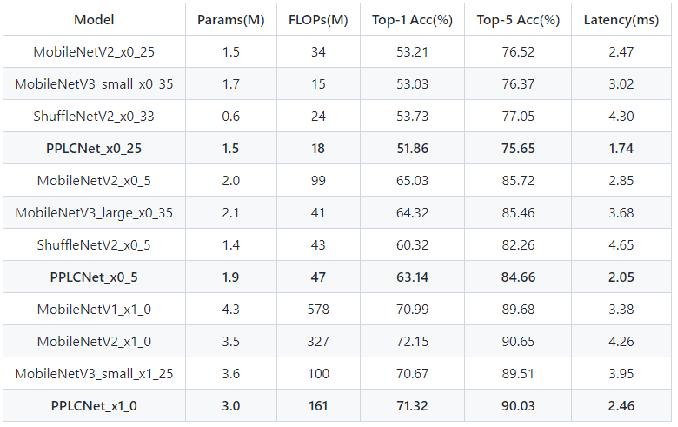 Model Params(M) FLOPs(M) Top-1 Acc(%) Top-5 Acc(%) Latency(ms)
MobileNetV2_x0_25 1.5 34 53.21 76.52 2.47
MobileNetV3_small_x0_35 1.7 15 53.03 76.37 3.02
ShuffleNetV2_x0_33 0.6 24 53.73 77.05 4.30
PPLCNet_x0_25 1.5 18 51.86 75.65 1.74
MobileNetV2_x0_5 2.0 99 65.03 85.72 2.85
MobileNetV3_large_x0_35 2.1 41 64.32 85.46 3.68
ShuffleNetV2_x0_5 1.4 43 60.32 82.26 4.65
PPLCNet_x0_5 1.9 47 63.14 84.66 2.05
MobileNetV1_x1_0 4.3 578 70.99 89.68 3.38
MobileNetV2_x1_0 3.5 327 72.15 90.65 4.26
MobileNetV3_small_x1_25 3.6 100 70.67 89.51 3.95
PPLCNet_x1_0 3.0 161 71.32 90.03 2.46